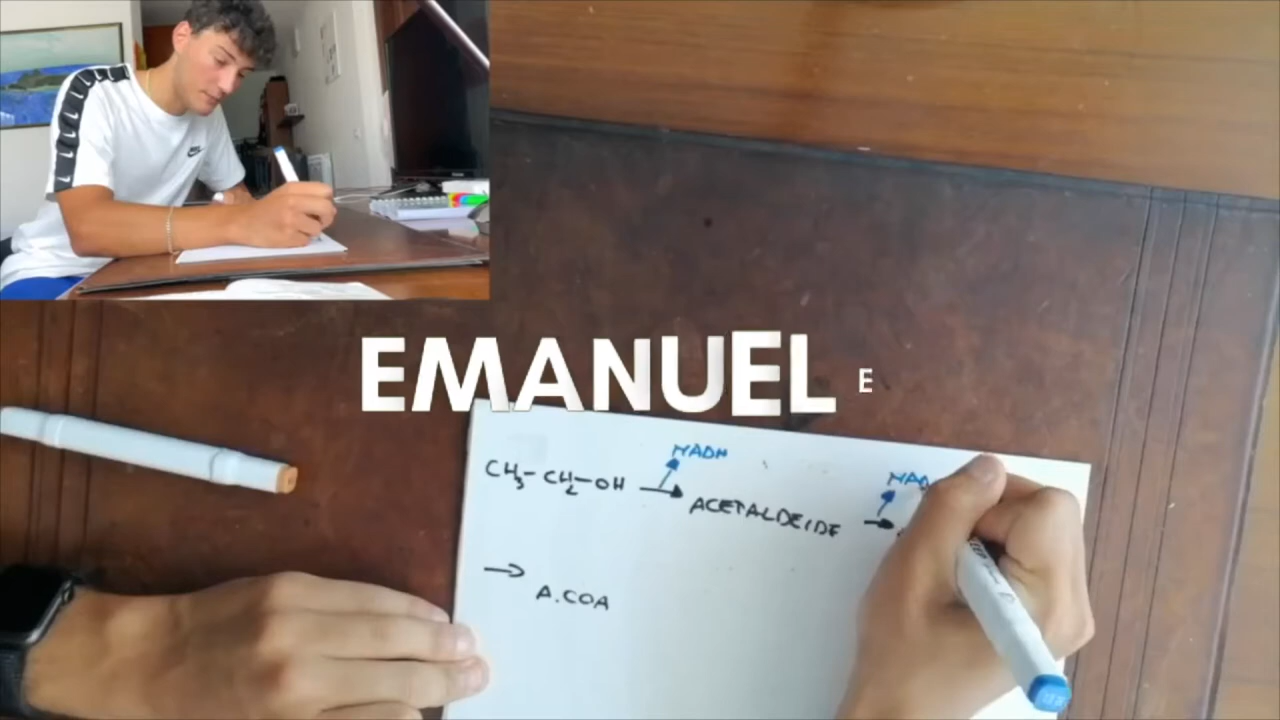 EMANUEL E
NADH
CH3-CH2-OH → ACETALDEIDE →
→ A.COA